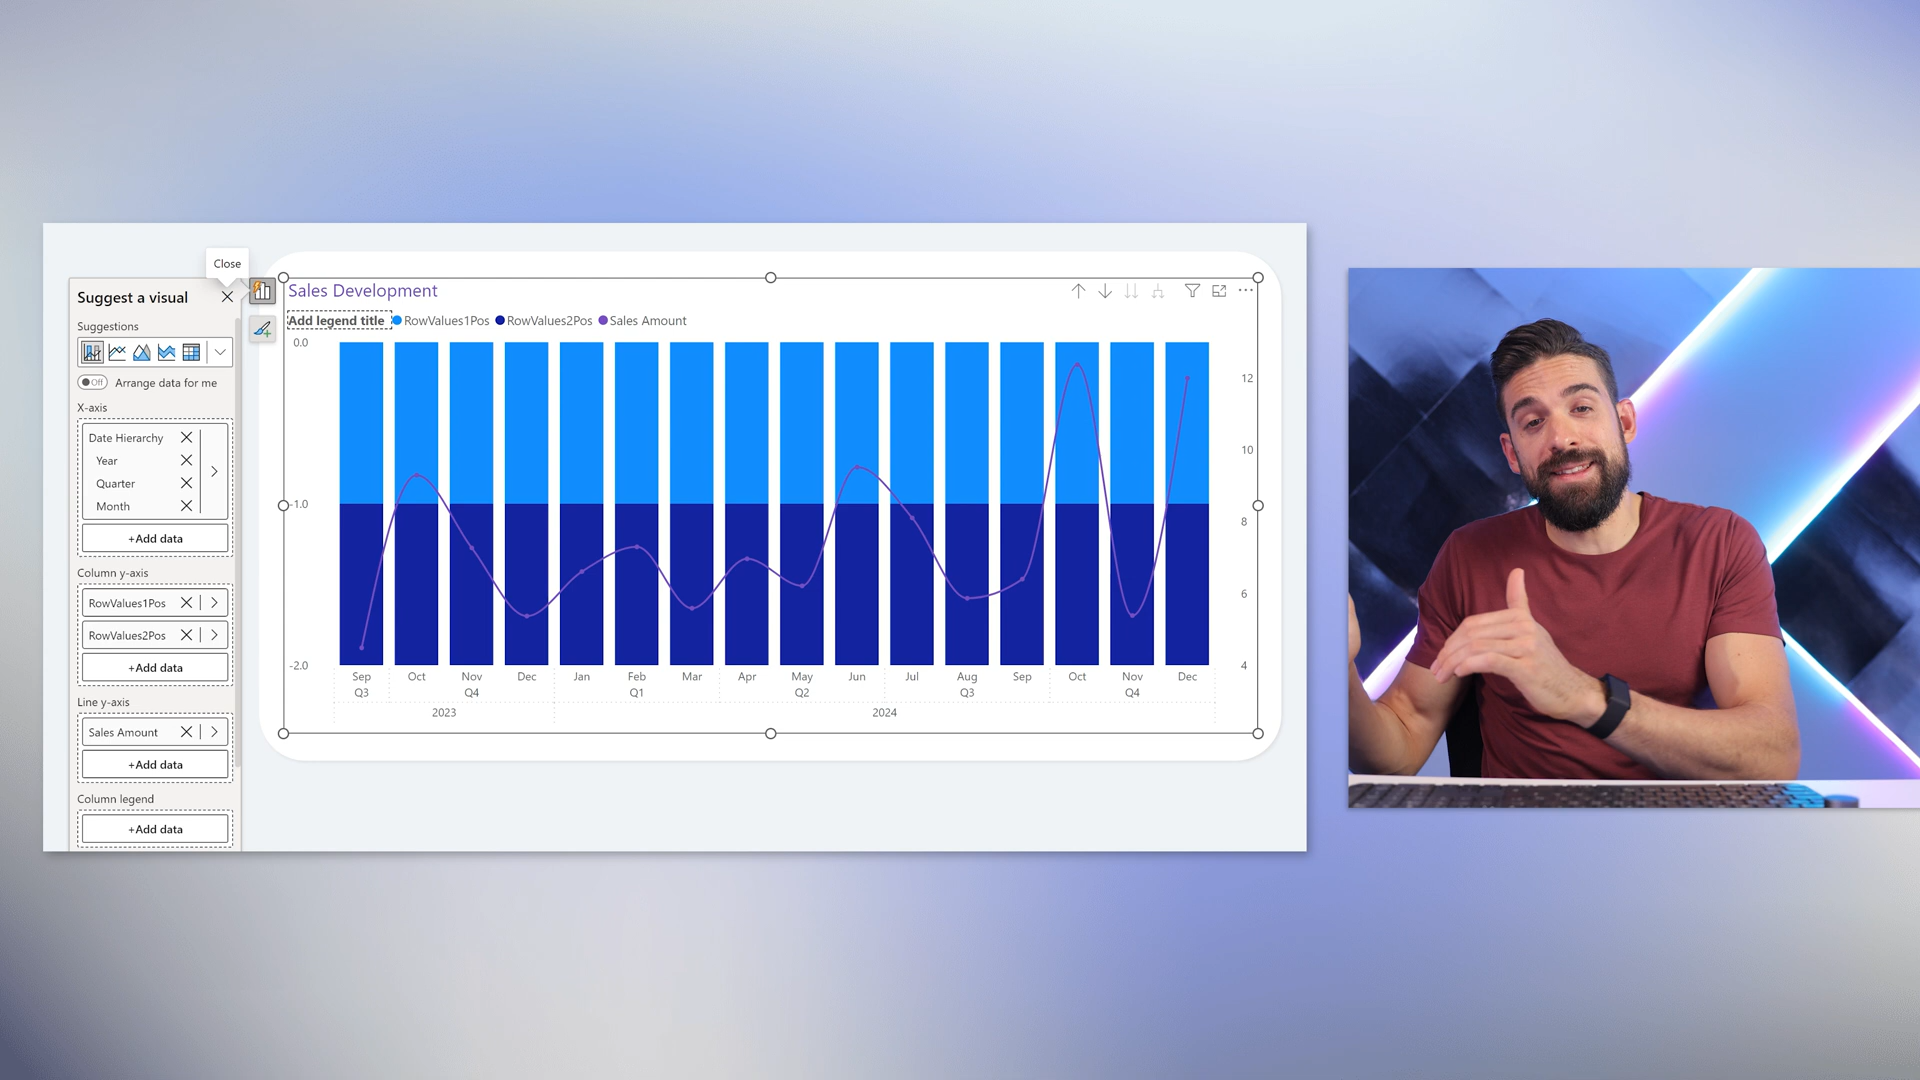 Close
Suggest a visual
Suggestions
Off Arrange data for me
X-axis
Date Hierarchy
Year
Quarter
Month
+Add data
Column y-axis
RowValues1Pos
RowValues2Pos
+Add data
Line y-axis
Sales Amount
+Add data
Column legend
+Add data
Sales Development
Add legend title RowValues1Pos RowValues2Pos Sales Amount
0.0
-1.0
-2.0
12
10
8
6
4
Sep Oct Nov Dec Jan Feb Mar Apr May Jun Jul Aug Sep Oct Nov Dec
Q3 Q4 Q1 Q2 Q3 Q4
2023 2024